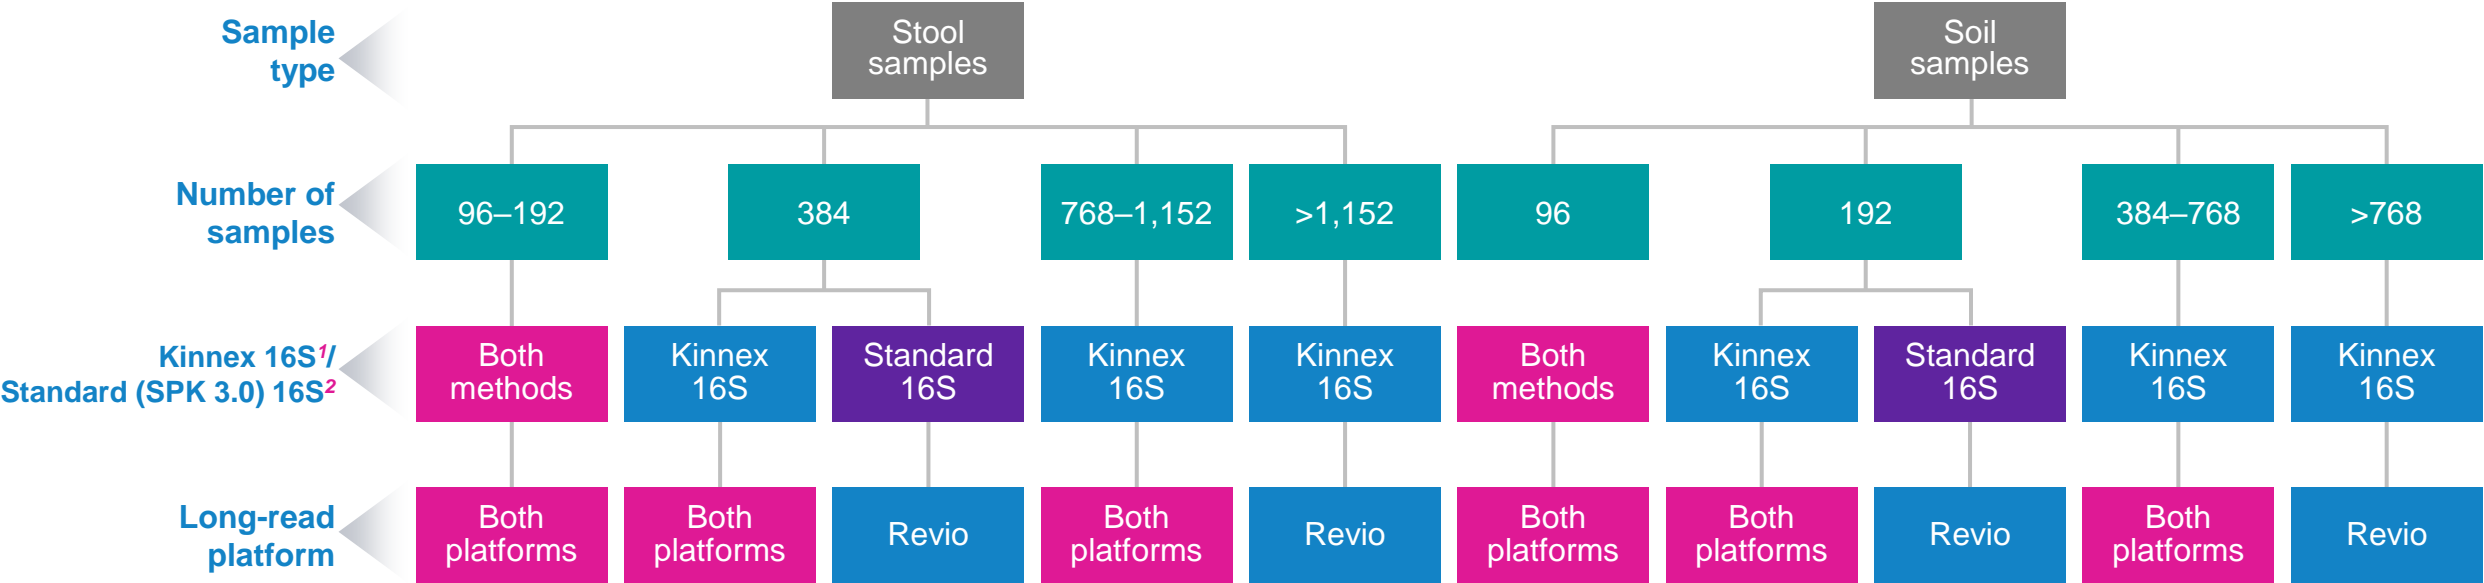 Sample
type
Stool
samples
Soil
samples
Number of
samples
96–192
384
768–1,152
>1,152
96
192
384–768
>768
Kinnex 16S1/
Standard (SPK 3.0) 16S2
Both
methods
Kinnex
16S
Standard
16S
Kinnex
16S
Kinnex
16S
Both
methods
Kinnex
16S
Standard
16S
Kinnex
16S
Kinnex
16S
Long-read
platform
Both
platforms
Both
platforms
Revio
Both
platforms
Revio
Both
platforms
Both
platforms
Revio
Both
platforms
Revio